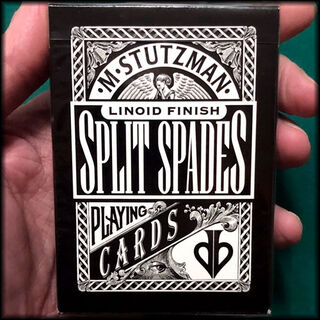 ·M·STUTZMAN·
LINOID FINISH
SPLIT SPADES
PLAYING
CARDS